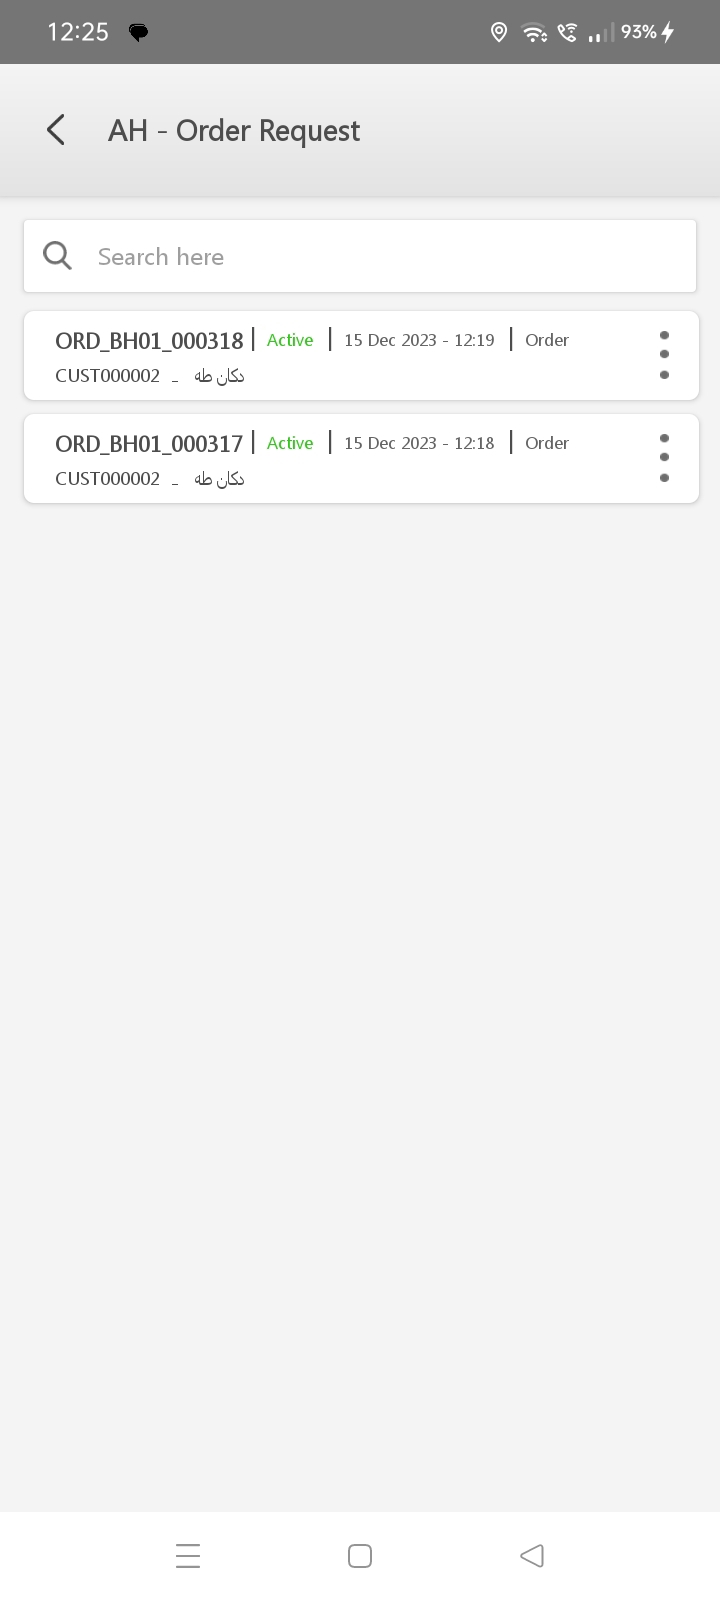 12:25 93%
AH - Order Request
Search here
ORD_BH01_000318 | Active | 15 Dec 2023 - 12:19 | Order
CUST000002 - دكان طه
ORD_BH01_000317 | Active | 15 Dec 2023 - 12:18 | Order
CUST000002 - دكان طه